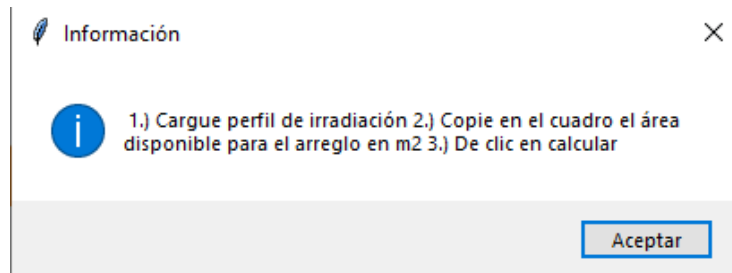 Información
1.) Cargue perfil de irradiación 2.) Copie en el cuadro el área
disponible para el arreglo en m2 3.) De clic en calcular
Aceptar